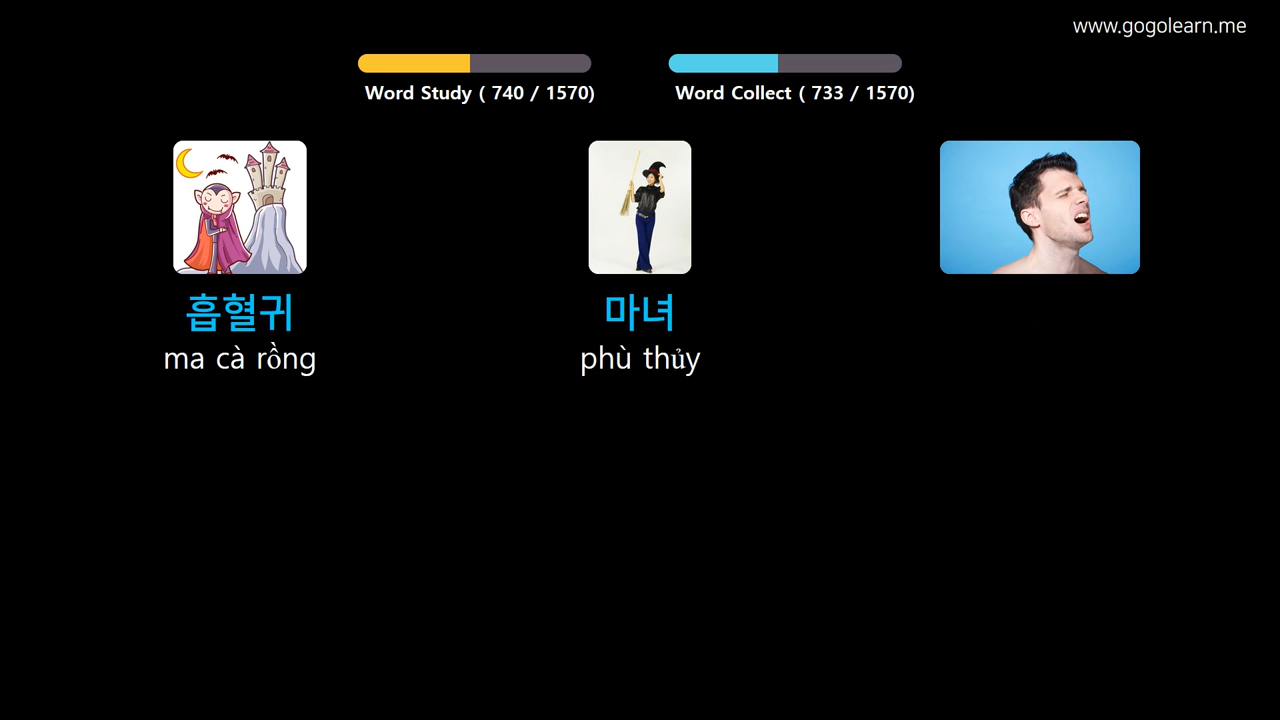 www.gogolearn.me
Word Study ( 740 / 1570)
Word Collect ( 733 / 1570)
흡혈귀
ma cà rồng
마녀
phù thủy